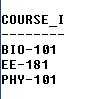 COURSE_I
--------
BIO-101
EE-181
PHY-101